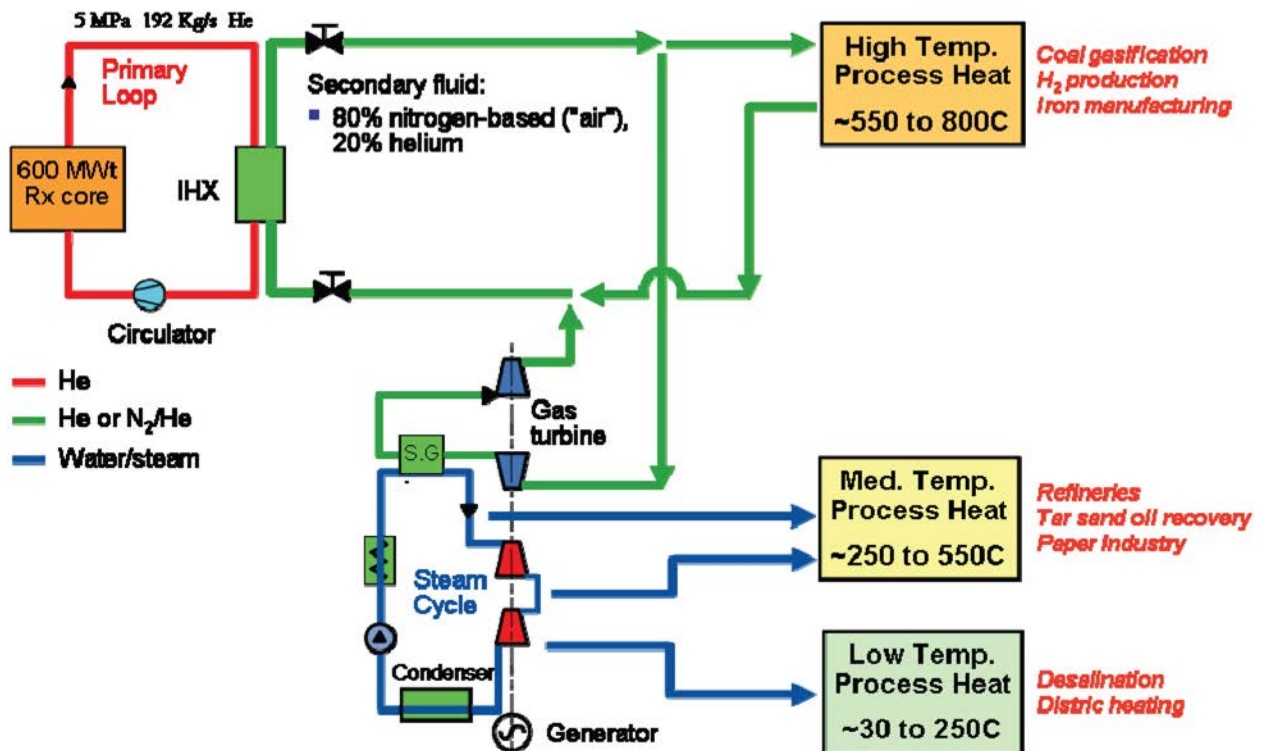 5 MPa 192 Kg/s He
Primary
Loop
600 MWt
Rx core
IHX
Circulator
Secondary fluid:
▪ 80% nitrogen-based ("air"),
20% helium
High Temp.
Process Heat
~550 to 800C
Coal gasification
H₂ production
Iron manufacturing
He
He or N₂/He
Water/steam
Gas
turbine
S.G
Steam
Cycle
Condenser
Generator
Med. Temp.
Process Heat
~250 to 550C
Refineries
Tar sand oil recovery
Paper Industry
Low Temp.
Process Heat
~30 to 250C
Desalination
Distric heating